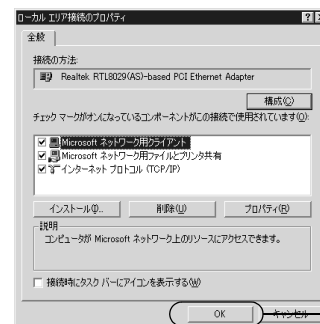 ローカル エリア接続のプロパティ
全般
接続の方法:
Realtek RTL8029(AS)-based PCI Ethernet Adapter
構成(C)
チェック マークがオンになっているコンポーネントがこの接続で使用されています(O):
Microsoft ネットワーク用クライアント
Microsoft ネットワーク用ファイルとプリンタ共有
インターネット プロトコル (TCP/IP)
インストール(I)... 削除(U) プロパティ(R)
説明
コンピュータが Microsoft ネットワーク上のリソースにアクセスできます。
接続時にタスク バーにアイコンを表示する(W)
OK キャンセル